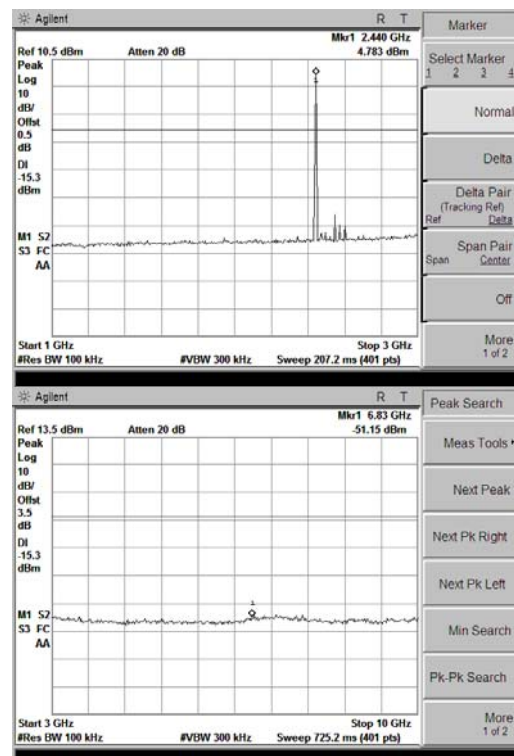 Agilent R T
Mkr1 2.440 GHz
Ref 10.5 dBm Atten 20 dB 4.783 dBm
Peak
Log
10
dB/
Offst
0.5
dB
DI
-15.3
dBm
M1 S2
S3 FC
AA
1
Start 1 GHz Stop 3 GHz
#Res BW 100 kHz #VBW 300 kHz Sweep 207.2 ms (401 pts)
Marker
Select Marker
1 2 3 4
Normal
Delta
Delta Pair
(Tracking Ref)
Ref Delta
Span Pair
Span Center
Off
More
1 of 2
Agilent R T
Mkr1 6.83 GHz
Ref 13.5 dBm Atten 20 dB -51.15 dBm
Peak
Log
10
dB/
Offst
3.5
dB
DI
-15.3
dBm
M1 S2
S3 FC
AA
1
Start 3 GHz Stop 10 GHz
#Res BW 100 kHz #VBW 300 kHz Sweep 725.2 ms (401 pts)
Peak Search
Meas Tools
Next Peak
Next Pk Right
Next Pk Left
Min Search
Pk-Pk Search
More
1 of 2